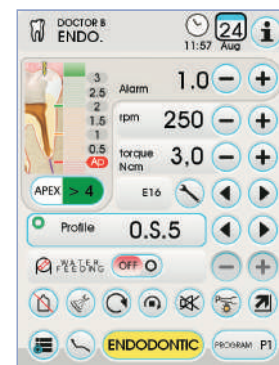 DOCTOR B
ENDO.
11:57
24
Aug
i
3
2.5
2
1.5
1
0.5
Ap
APEX > 4
Alarm 1.0 − +
rpm 250 − +
torque
Ncm 3,0 − +
E16
Profile O.S.5
WATER
FEEDING OFF O
− +
ENDODONTIC
PROGRAM P1